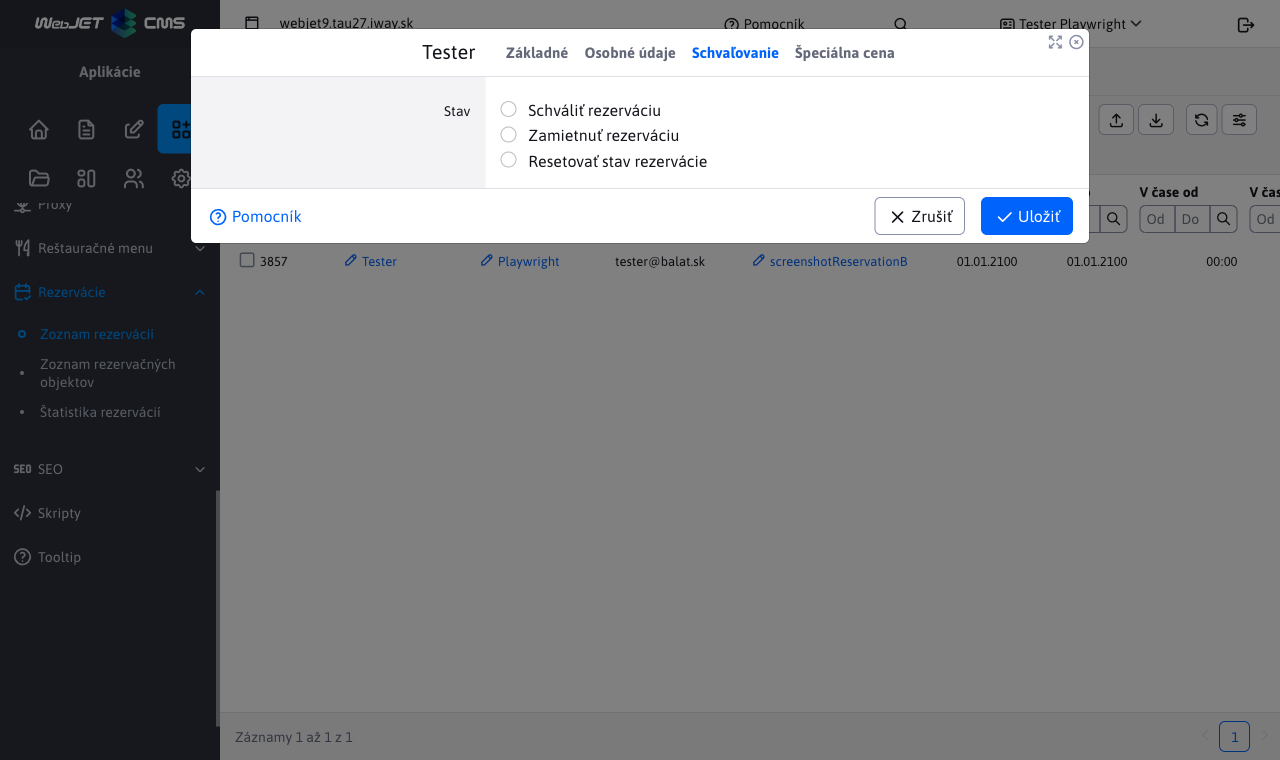 WebJET CMS
webjet9.tau27.iway.sk
Pomocník
Tester Playwright
Aplikácie
Tester
Základné
Osobné údaje
Schvaľovanie
Špeciálna cena
Stav
Schváliť rezerváciu
Zamietnuť rezerváciu
Resetovať stav rezervácie
Pomocník
Zrušiť
Uložiť
V čase od
V čas
Od
Do
Od
Proxy
Reštauračné menu
Rezervácie
Zoznam rezervácií
Zoznam rezervačných
objektov
Štatistika rezervácií
SEO SEO
Skripty
Tooltip
3857
Tester
Playwright
tester@balat.sk
screenshotReservationB
01.01.2100
01.01.2100
00:00
Záznamy 1 až 1 z 1
1